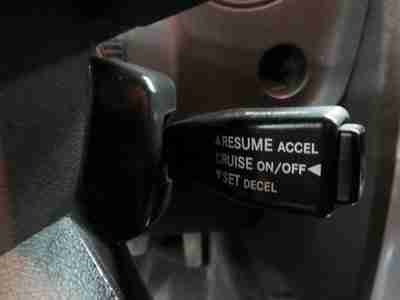 ▲RESUME ACCEL
CRUISE ON/OFF◀
▼SET DECEL